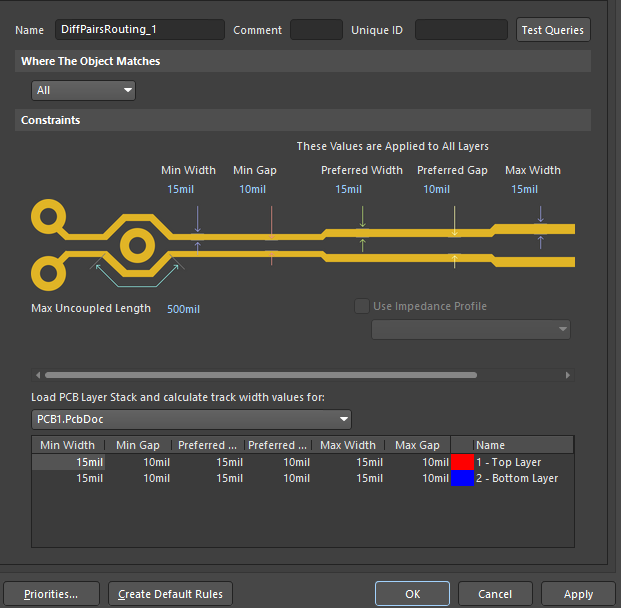 Name DiffPairsRouting_1 Comment Unique ID Test Queries
Where The Object Matches
All
Constraints
These Values are Applied to All Layers
Min Width Min Gap Preferred Width Preferred Gap Max Width
15mil 10mil 15mil 10mil 15mil
Max Uncoupled Length 500mil
Use Impedance Profile
Load PCB Layer Stack and calculate track width values for:
PCB1.PcbDoc
Min Width Min Gap Preferred ... Preferred ... Max Width Max Gap Name
15mil 10mil 15mil 10mil 15mil 10mil 1 - Top Layer
15mil 10mil 15mil 10mil 15mil 10mil 2 - Bottom Layer
Priorities... Create Default Rules OK Cancel Apply